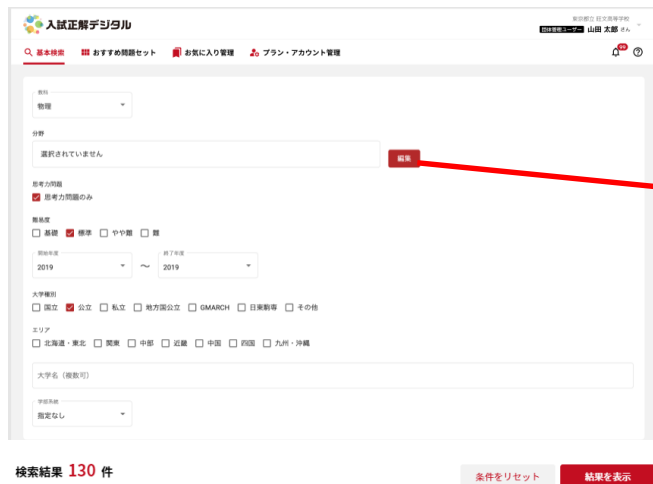 入試正解デジタル
東京都立 旺文高等学校
団体管理ユーザー 山田 太郎 さん
基本検索 おすすめ問題セット お気に入り管理 プラン・アカウント管理 99
教科
物理
分野
選択されていません
編集
思考力問題
思考力問題のみ
難易度
基礎 標準 やや難 難
開始年度 終了年度
2019 〜 2019
大学種別
国立 公立 私立 地方国公立 GMARCH 日東駒専 その他
エリア
北海道・東北 関東 中部 近畿 中国 四国 九州・沖縄
大学名（複数可）
学部系統
指定なし
検索結果 130 件
条件をリセット 結果を表示